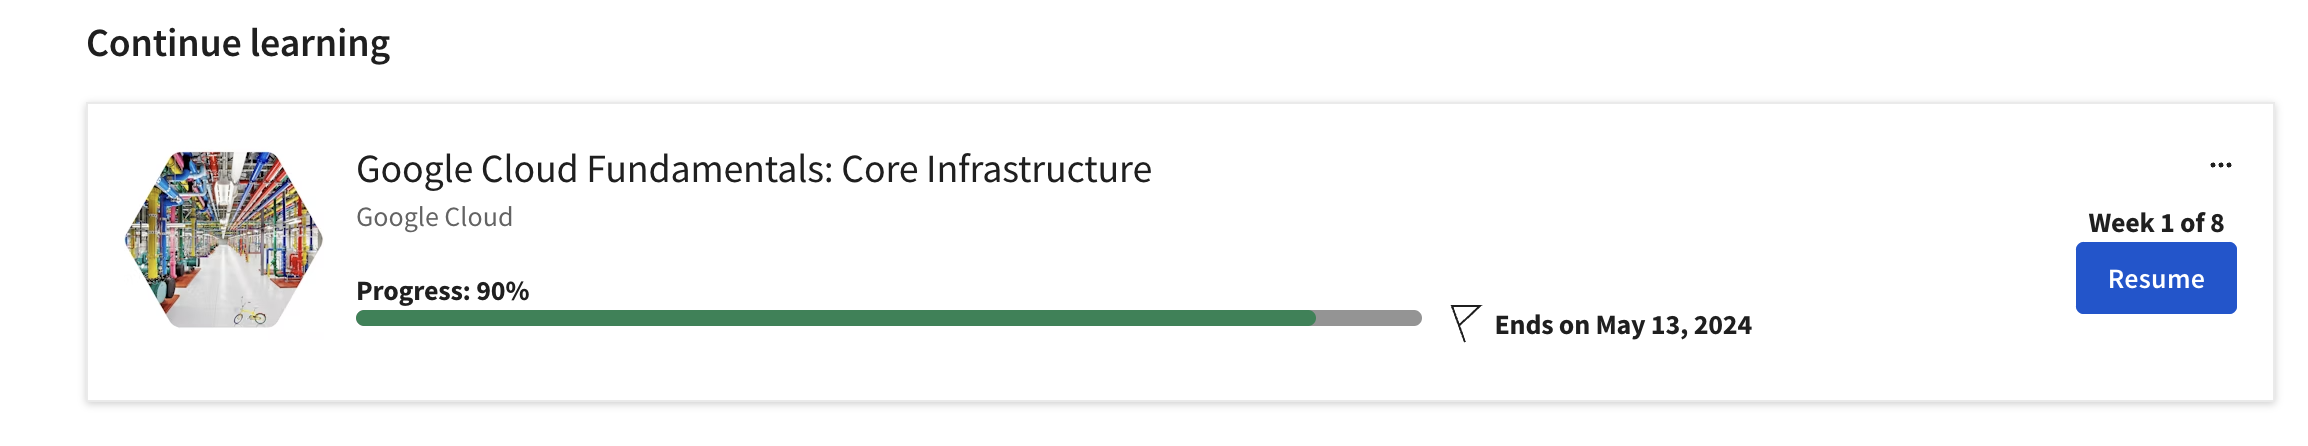 Continue learning
Google Cloud Fundamentals: Core Infrastructure
Google Cloud
...
Week 1 of 8
Resume
Progress: 90%
Ends on May 13, 2024